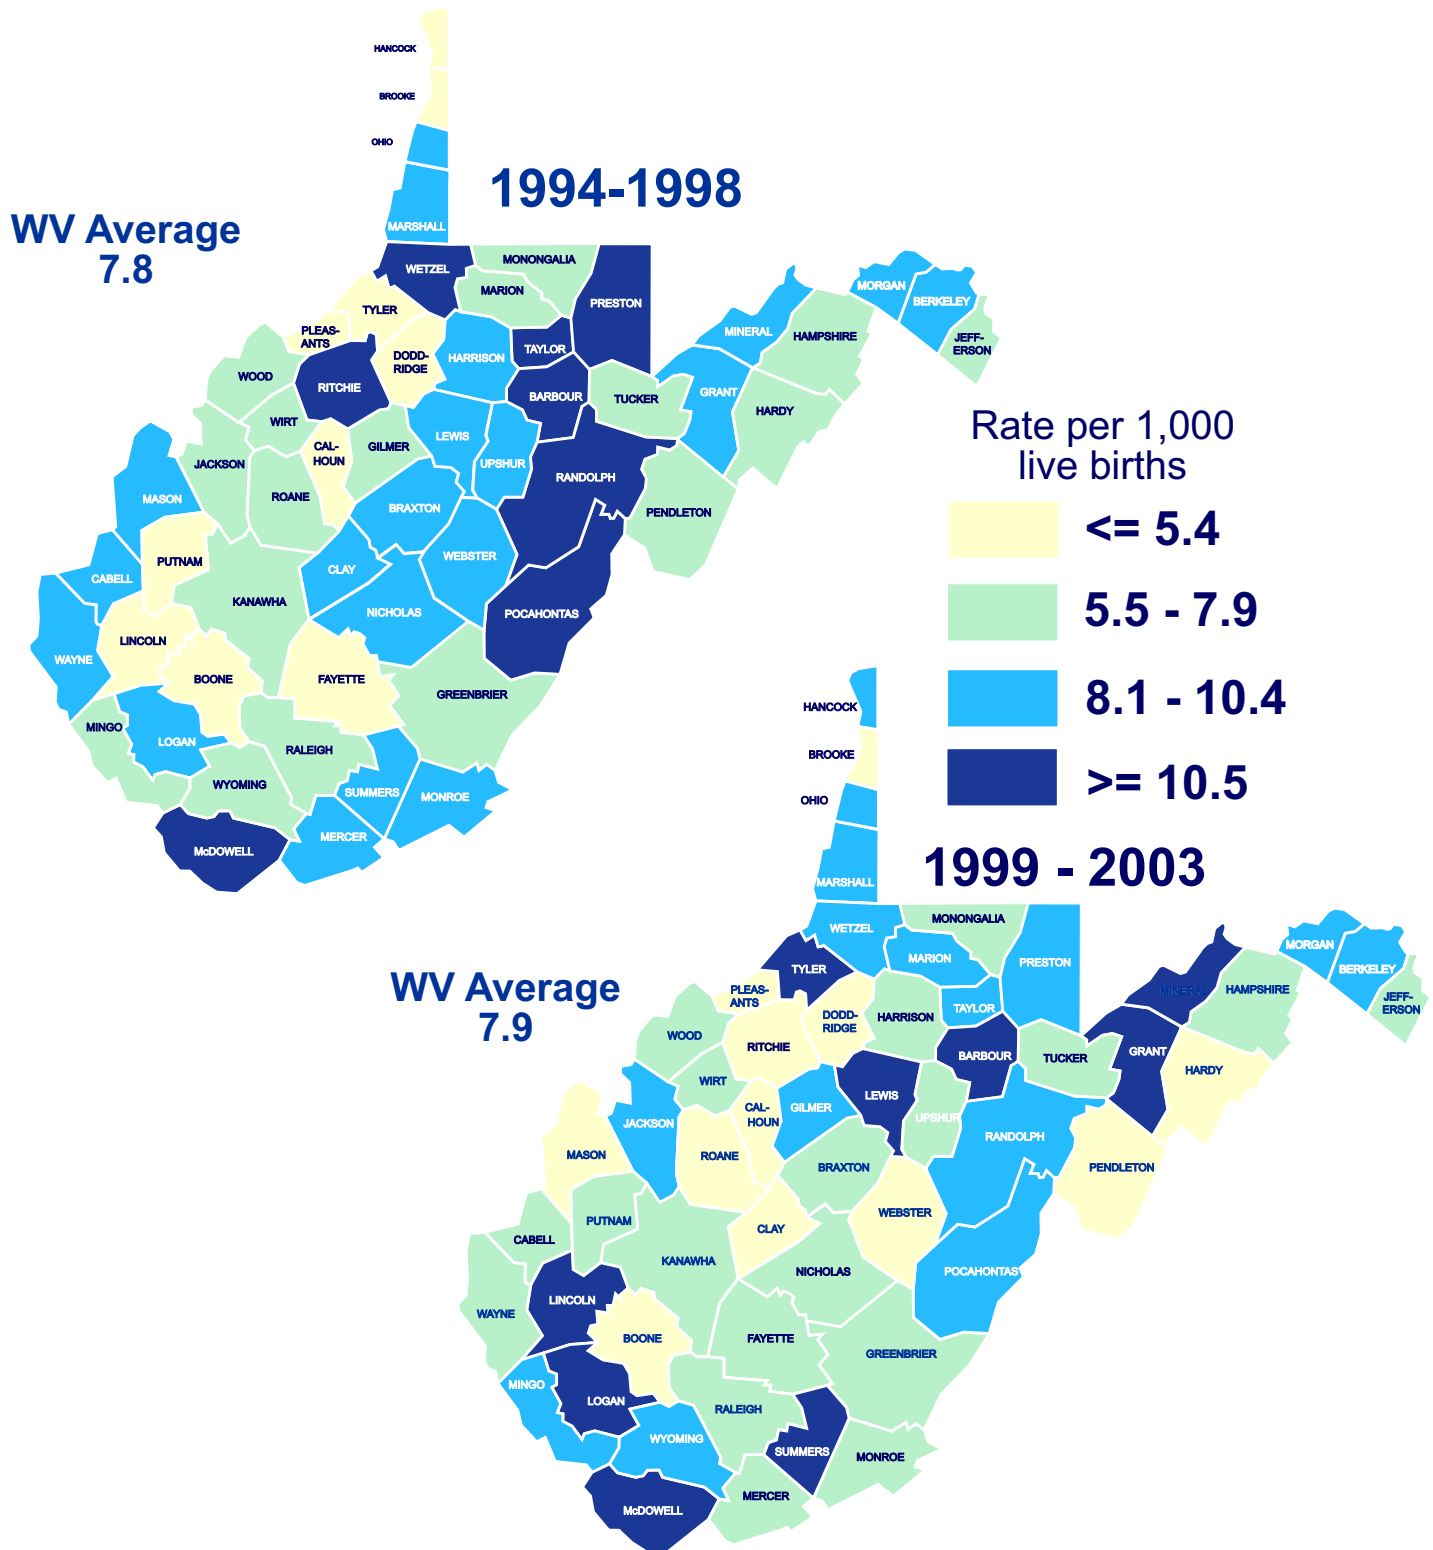 HANCOCK
BROOKE
OHIO
1994-1998
WV Average
7.8
MARSHALL
WETZEL
MONONGALIA
MARION
PRESTON
TYLER
PLEAS-
ANTS
DODD-
RIDGE
HARRISON
TAYLOR
MINERAL
HAMPSHIRE
MORGAN
BERKELEY
JEFF-
ERSON
WOOD
RITCHIE
BARBOUR
TUCKER
GRANT
HARDY
WIRT
CAL-
HOUN
GILMER
LEWIS
UPSHUR
RANDOLPH
JACKSON
ROANE
MASON
BRAXTON
PENDLETON
WEBSTER
PUTNAM
CABELL
CLAY
KANAWHA
NICHOLAS
POCAHONTAS
LINCOLN
WAYNE
BOONE
FAYETTE
GREENBRIER
MINGO
LOGAN
RALEIGH
WYOMING
SUMMERS
MONROE
MERCER
McDOWELL
Rate per 1,000
live births
<= 5.4
5.5 - 7.9
8.1 - 10.4
>= 10.5
HANCOCK
BROOKE
OHIO
1999 - 2003
WV Average
7.9
MARSHALL
WETZEL
MONONGALIA
MARION
PRESTON
TYLER
PLEAS-
ANTS
DODD-
RIDGE
HARRISON
TAYLOR
MINERAL
HAMPSHIRE
MORGAN
BERKELEY
JEFF-
ERSON
WOOD
RITCHIE
BARBOUR
TUCKER
GRANT
HARDY
WIRT
CAL-
HOUN
GILMER
LEWIS
UPSHUR
RANDOLPH
JACKSON
ROANE
MASON
BRAXTON
PENDLETON
WEBSTER
PUTNAM
CABELL
CLAY
KANAWHA
NICHOLAS
POCAHONTAS
LINCOLN
WAYNE
BOONE
FAYETTE
GREENBRIER
MINGO
LOGAN
RALEIGH
WYOMING
SUMMERS
MONROE
MERCER
McDOWELL